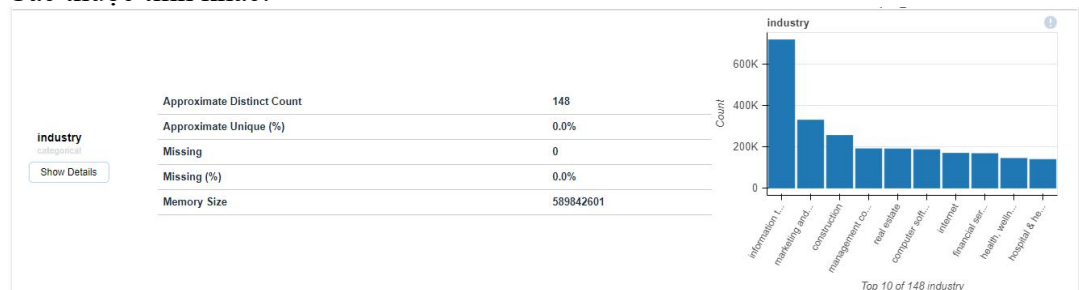 industry
categorical
Show Details
Approximate Distinct Count 148
Approximate Unique (%) 0.0%
Missing 0
Missing (%) 0.0%
Memory Size 589842601
industry
!
Count
600K
400K
200K
0
information t...
marketing and...
construction
management co...
real estate
computer soft...
internet
financial ser...
health, welln...
hospital & he...
Top 10 of 148 industry